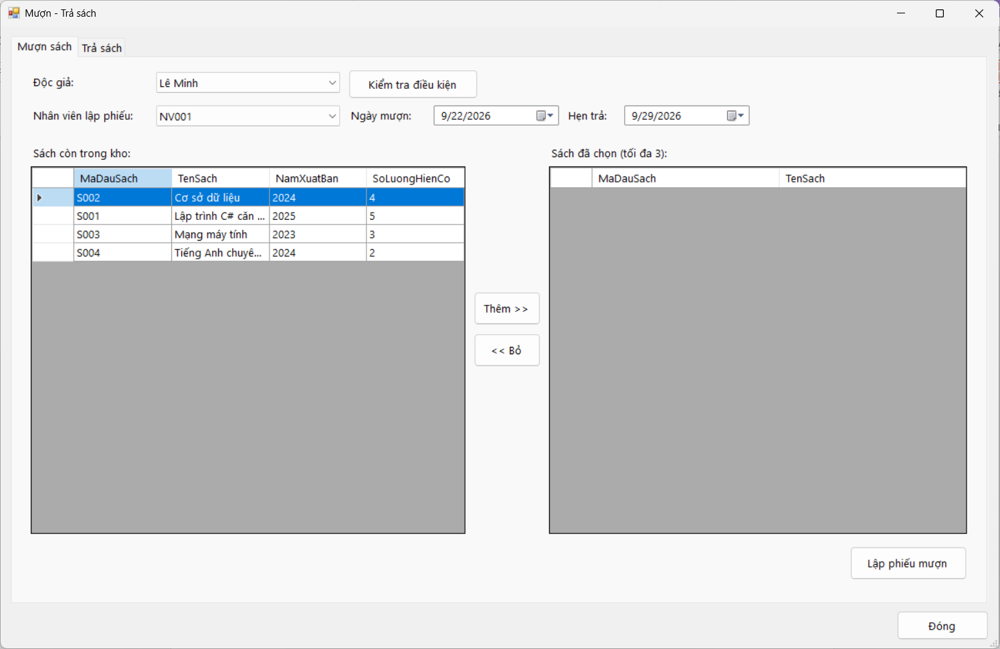 Mượn - Trả sách
Mượn sách Trả sách
Độc giả: Lê Minh Kiểm tra điều kiện
Nhân viên lập phiếu: NV001 Ngày mượn: 9/22/2026 Hẹn trả: 9/29/2026
Sách còn trong kho: Sách đã chọn (tối đa 3):
MaDauSach TenSach NamXuatBan SoLuongHienCo MaDauSach TenSach
S002 Cơ sở dữ liệu 2024 4
S001 Lập trình C# căn ... 2025 5
S003 Mạng máy tính 2023 3
S004 Tiếng Anh chuyê... 2024 2
Thêm >>
<< Bỏ
Lập phiếu mượn
Đóng